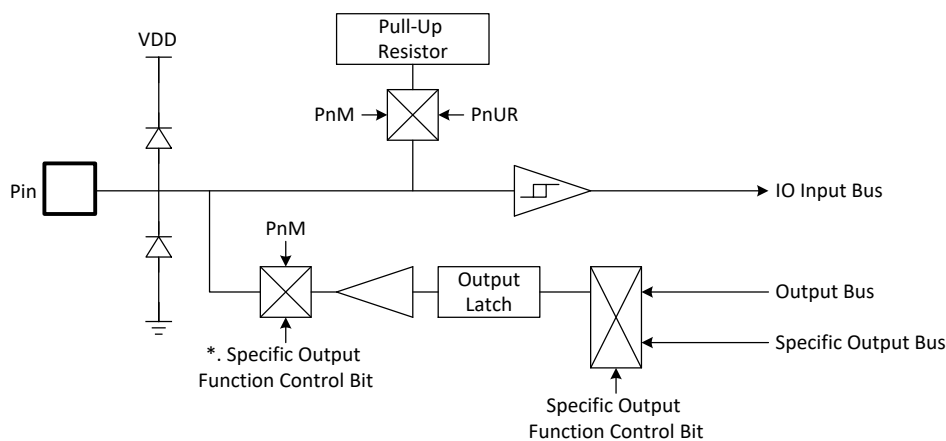 Pull-Up
Resistor
VDD
PnM
PnUR
Pin
IO Input Bus
PnM
Output
Latch
Output Bus
Specific Output Bus
*. Specific Output
Function Control Bit
Specific Output
Function Control Bit